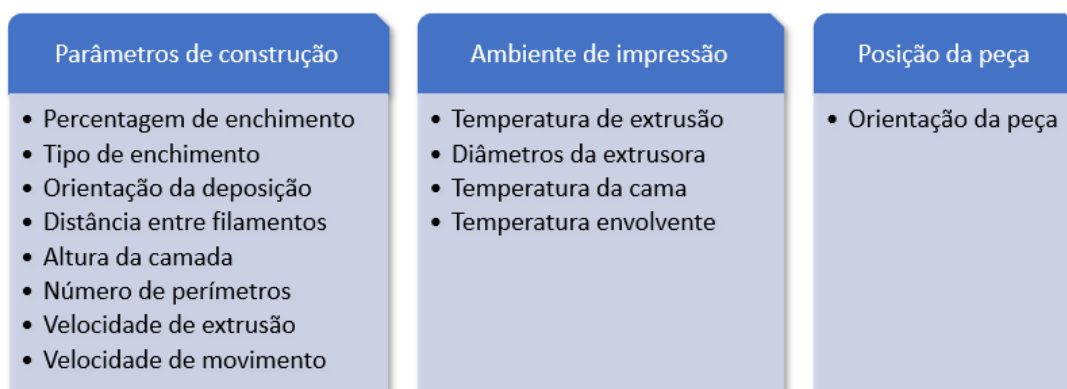 Parâmetros de construção
• Percentagem de enchimento
• Tipo de enchimento
• Orientação da deposição
• Distância entre filamentos
• Altura da camada
• Número de perímetros
• Velocidade de extrusão
• Velocidade de movimento
Ambiente de impressão
• Temperatura de extrusão
• Diâmetros da extrusora
• Temperatura da cama
• Temperatura envolvente
Posição da peça
• Orientação da peça